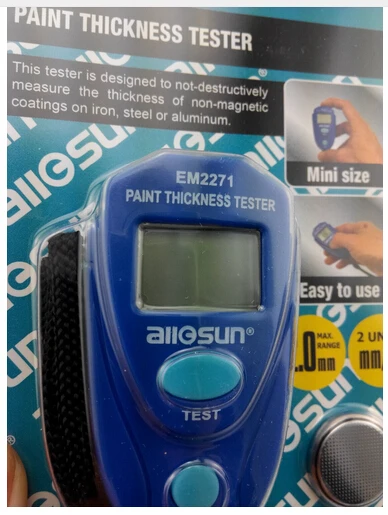 PAINT THICKNESS TESTER
This tester is designed to not-destructively
measure the thickness of non-magnetic
coatings on iron, steel or aluminum.
Mini size
EM2271
PAINT THICKNESS TESTER
Easy to use
allosun®
.0mm
MAX.
RANGE
2 UN
mm
TEST